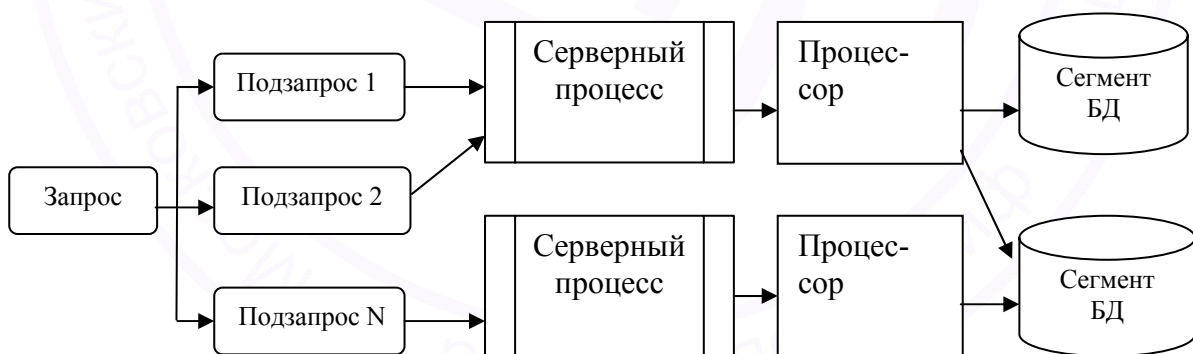 Подзапрос 1
Серверный
процесс
Процес-
сор
Сегмент
БД
Запрос
Подзапрос 2
Подзапрос N
Серверный
процесс
Процес-
сор
Сегмент
БД